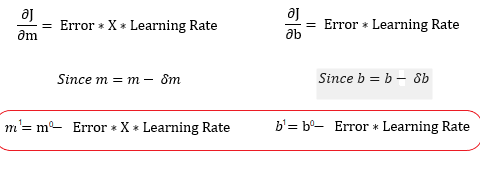 ∂J/∂m = Error * X * Learning Rate
∂J/∂b = Error * Learning Rate
Since m = m − δm
Since b = b − δb
m¹= m⁰− Error * X * Learning Rate
b¹= b⁰− Error * Learning Rate